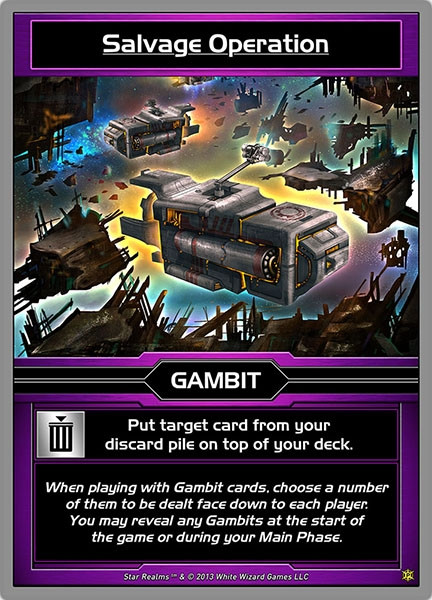 Salvage Operation
GAMBIT
Put target card from your
discard pile on top of your deck.
When playing with Gambit cards, choose a number
of them to be dealt face down to each player.
You may reveal any Gambits at the start of
the game or during your Main Phase.
Star Realms™ & © 2013 White Wizard Games LLC